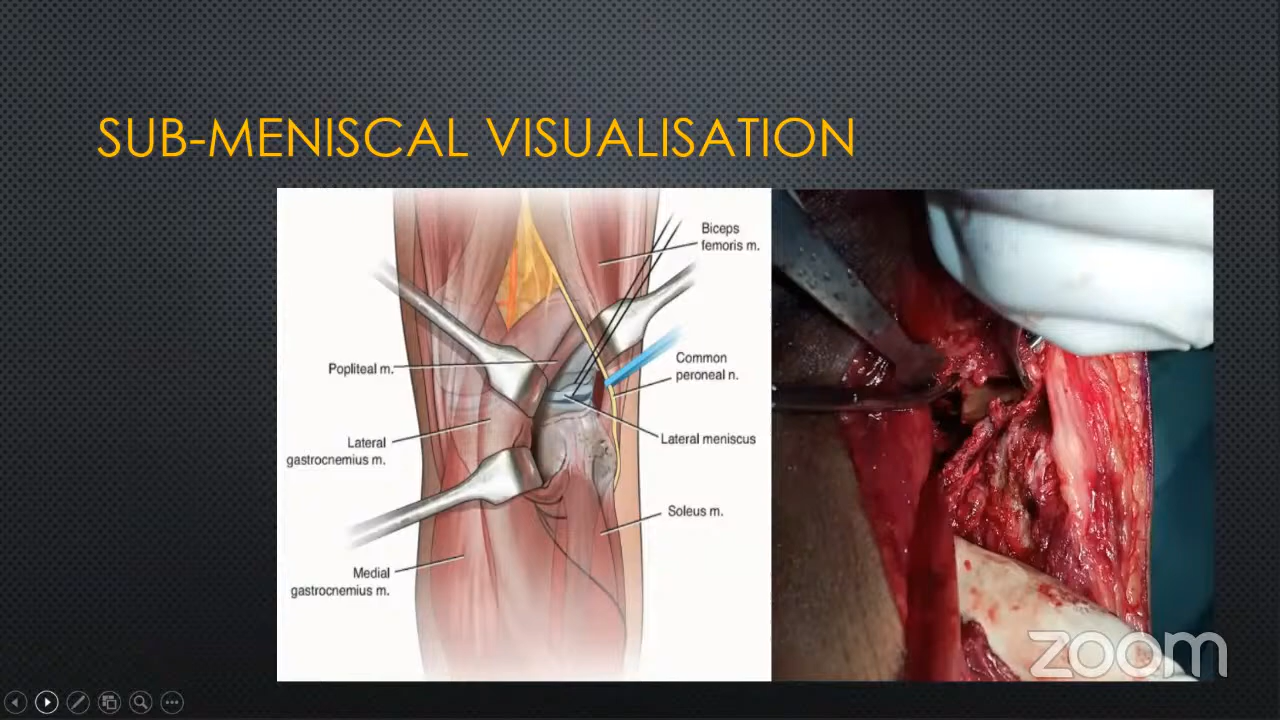 SUB-MENISCAL VISUALISATION
Biceps
femoris m.
Popliteal m.
Common
peroneal n.
Lateral
gastrocnemius m.
Lateral meniscus
Soleus m.
Medial
gastrocnemius m.
zoom